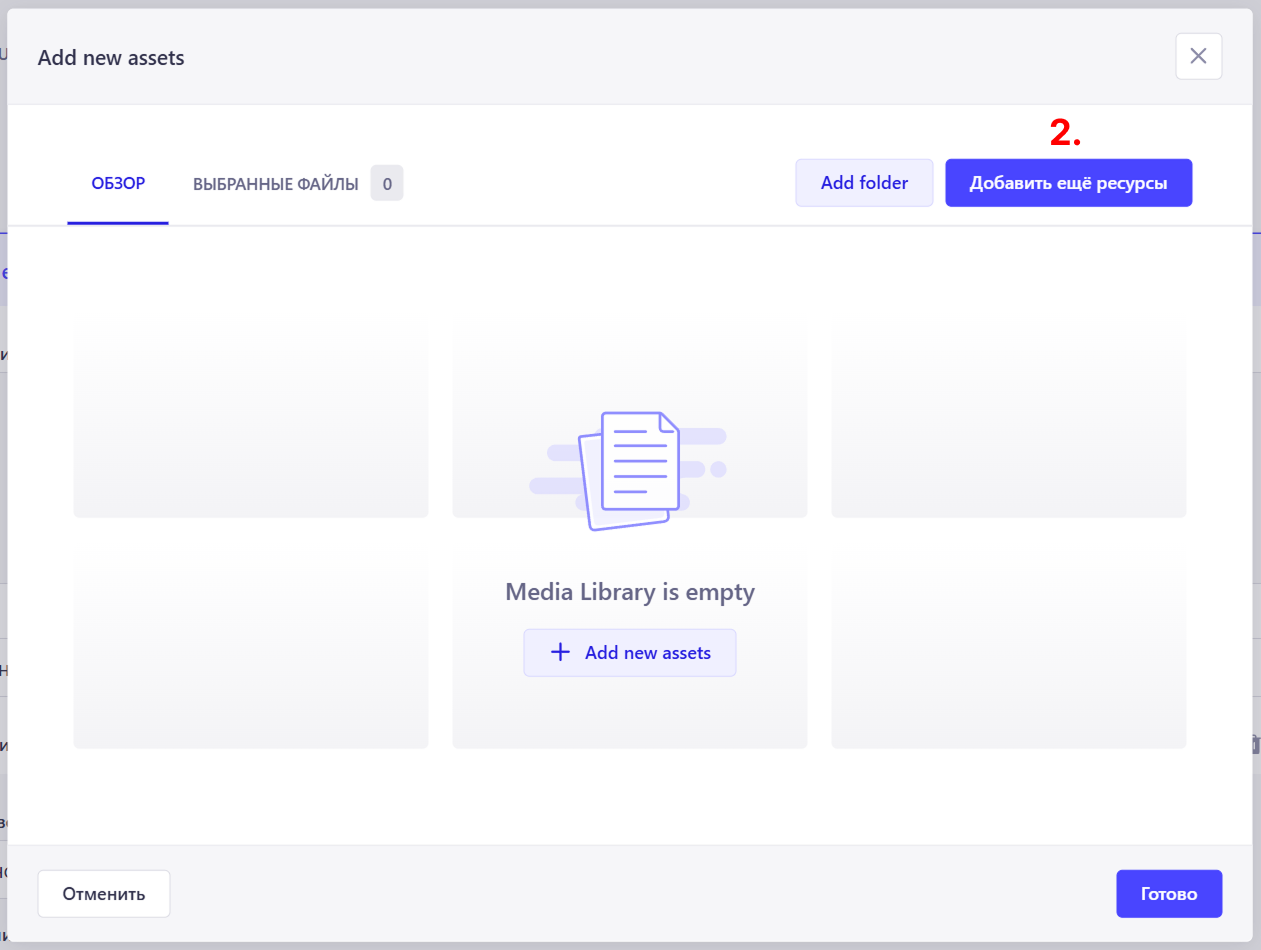 Add new assets
2.
ОБЗОР
ВЫБРАННЫЕ ФАЙЛЫ 0
Add folder
Добавить ещё ресурсы
Media Library is empty
Add new assets
Отменить
Готово